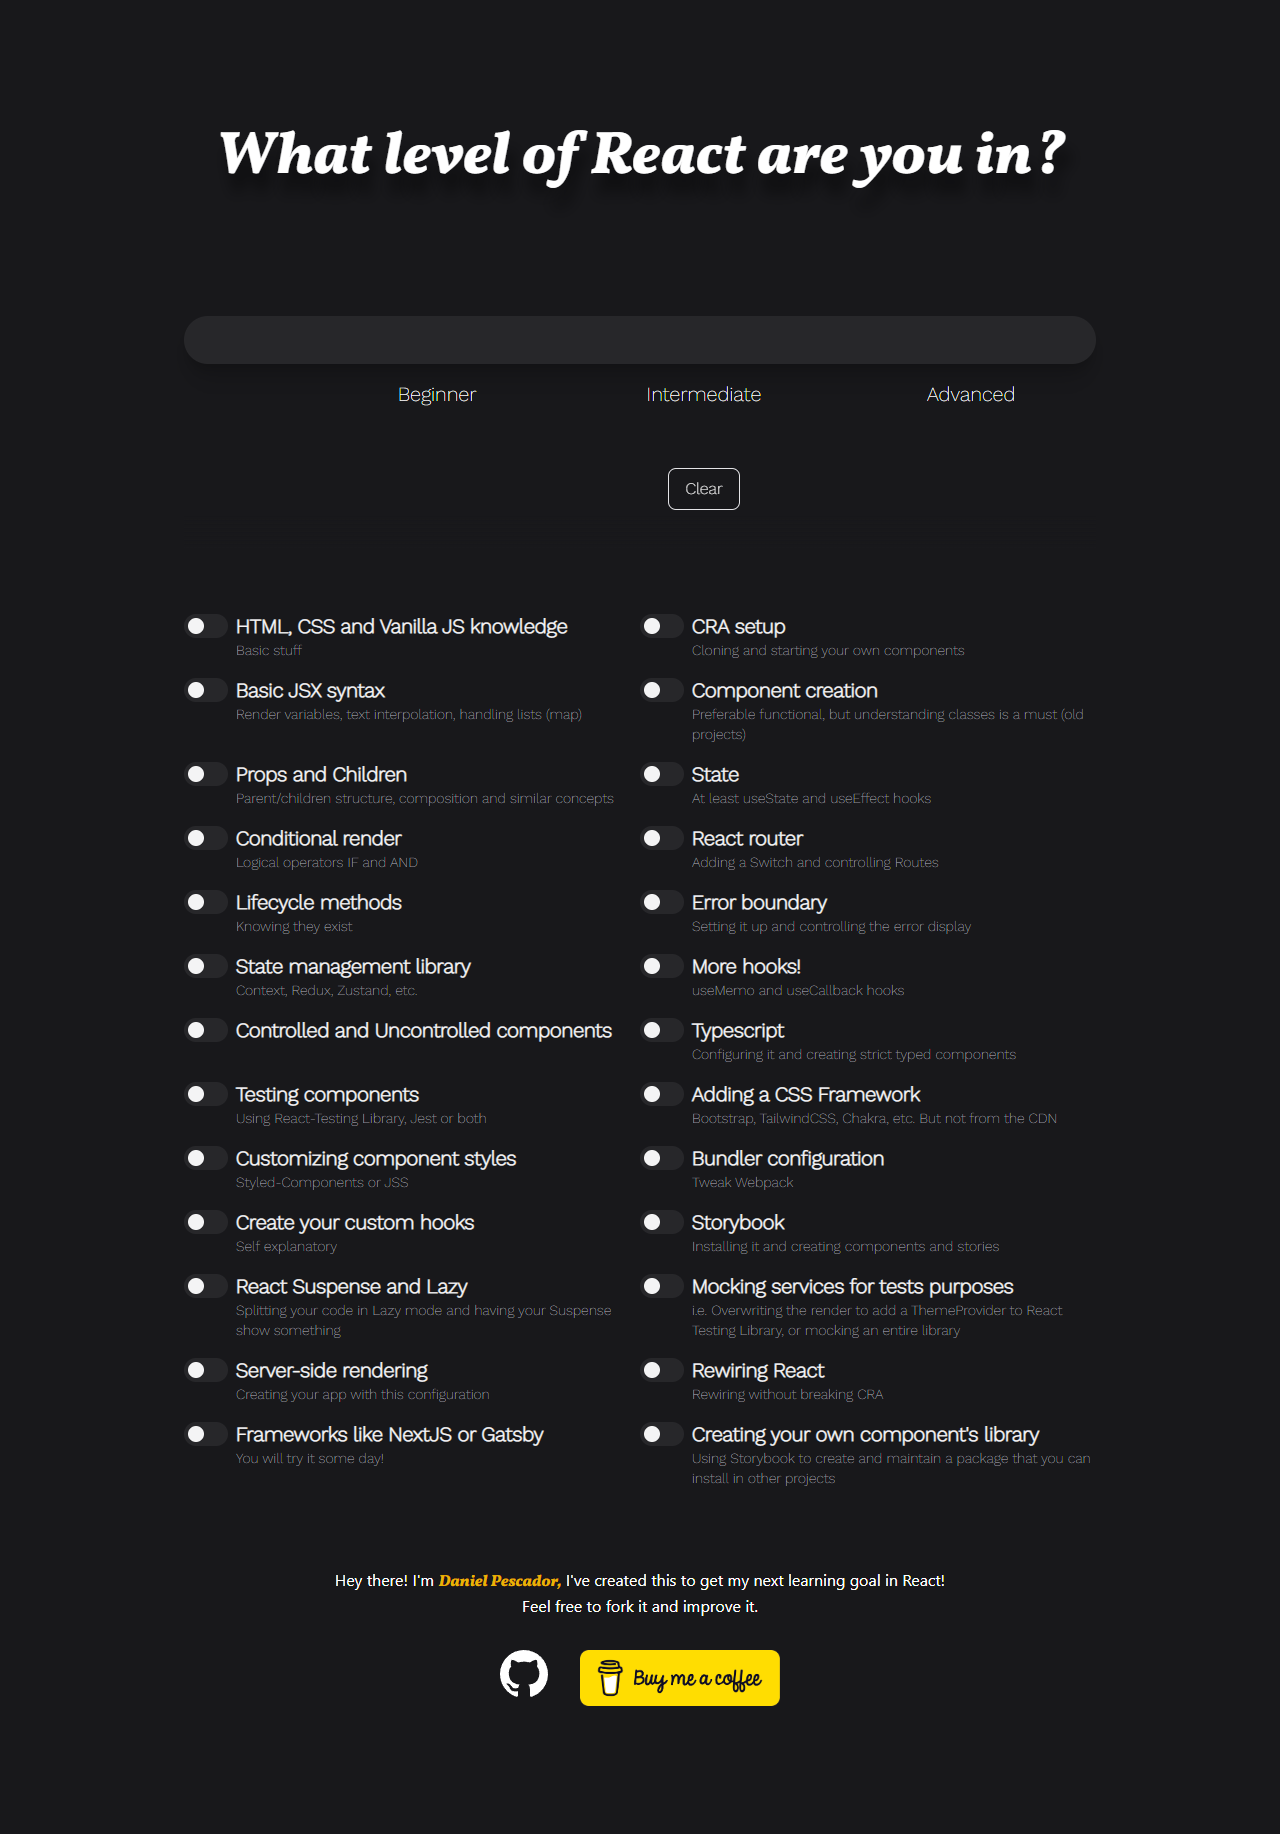 What level of React are you in?
Beginner Intermediate Advanced
Clear
HTML, CSS and Vanilla JS knowledge
Basic stuff
CRA setup
Cloning and starting your own components
Basic JSX syntax
Render variables, text interpolation, handling lists (map)
Component creation
Preferable functional, but understanding classes is a must (old
projects)
Props and Children
Parent/children structure, composition and similar concepts
State
At least useState and useEffect hooks
Conditional render
Logical operators IF and AND
React router
Adding a Switch and controlling Routes
Lifecycle methods
Knowing they exist
Error boundary
Setting it up and controlling the error display
State management library
Context, Redux, Zustand, etc.
More hooks!
useMemo and useCallback hooks
Controlled and Uncontrolled components
Typescript
Configuring it and creating strict typed components
Testing components
Using React-Testing Library, Jest or both
Adding a CSS Framework
Bootstrap, TailwindCSS, Chakra, etc. But not from the CDN
Customizing component styles
Styled-Components or JSS
Bundler configuration
Tweak Webpack
Create your custom hooks
Self explanatory
Storybook
Installing it and creating components and stories
React Suspense and Lazy
Splitting your code in Lazy mode and having your Suspense
show something
Mocking services for tests purposes
i.e. Overwriting the render to add a ThemeProvider to React
Testing Library, or mocking an entire library
Server-side rendering
Creating your app with this configuration
Rewiring React
Rewiring without breaking CRA
Frameworks like NextJS or Gatsby
You will try it some day!
Creating your own component's library
Using Storybook to create and maintain a package that you can
install in other projects
Hey there! I'm Daniel Pescador, I've created this to get my next learning goal in React!
Feel free to fork it and improve it.
Buy me a coffee